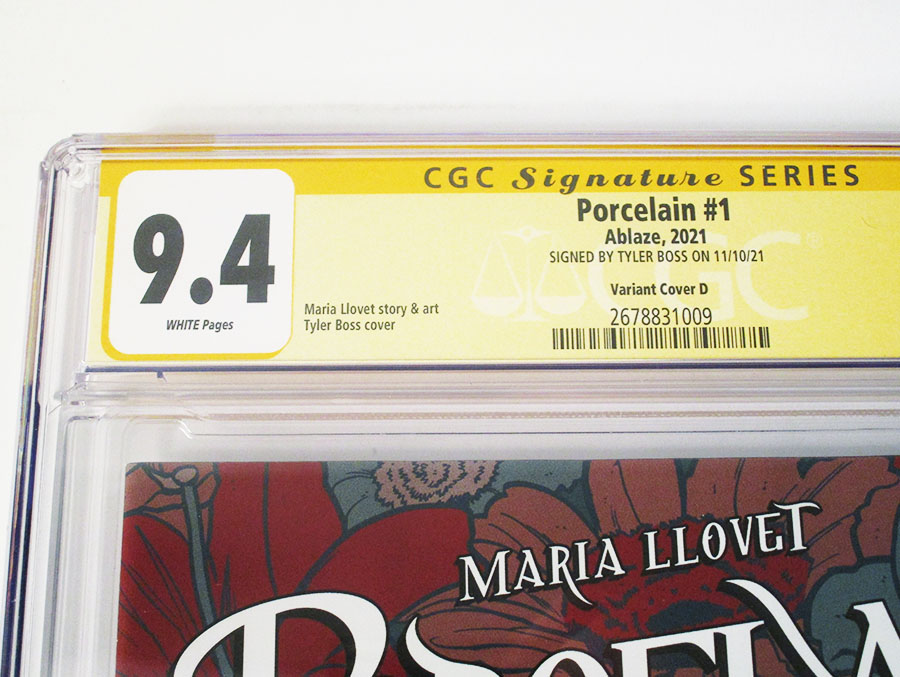 CGC Signature SERIES
9.4
WHITE Pages
Porcelain #1
Ablaze, 2021
SIGNED BY TYLER BOSS ON 11/10/21
Variant Cover D
2678831009
Maria Llovet story & art
Tyler Boss cover
CGC
MARIA LLOVET